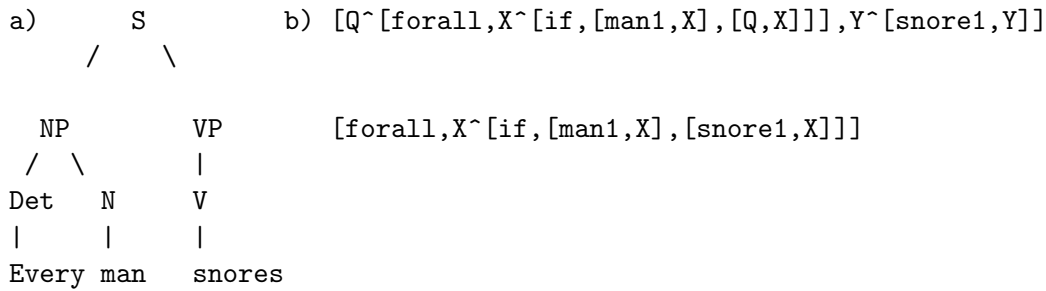 a)      S          b) [Q^[forall,X^[if,[man1,X],[Q,X]]],Y^[snore1,Y]]
/    \
NP        VP       [forall,X^[if,[man1,X],[snore1,X]]]
/  \        |
Det   N     V
|     |     |
Every man   snores